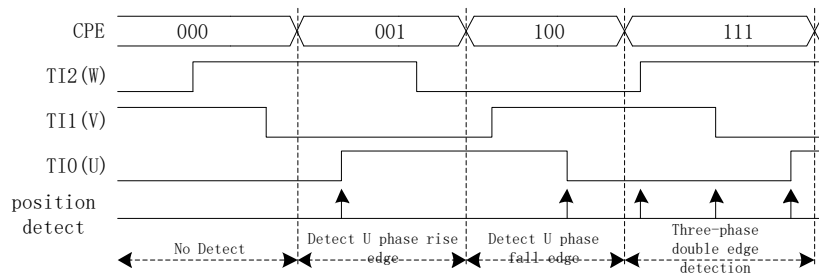 CPE 000 001 100 111
TI2(W)
TI1(V)
TI0(U)
position
detect
No Detect
Detect U phase rise
edge
Detect U phase
fall edge
Three-phase
double edge
detection